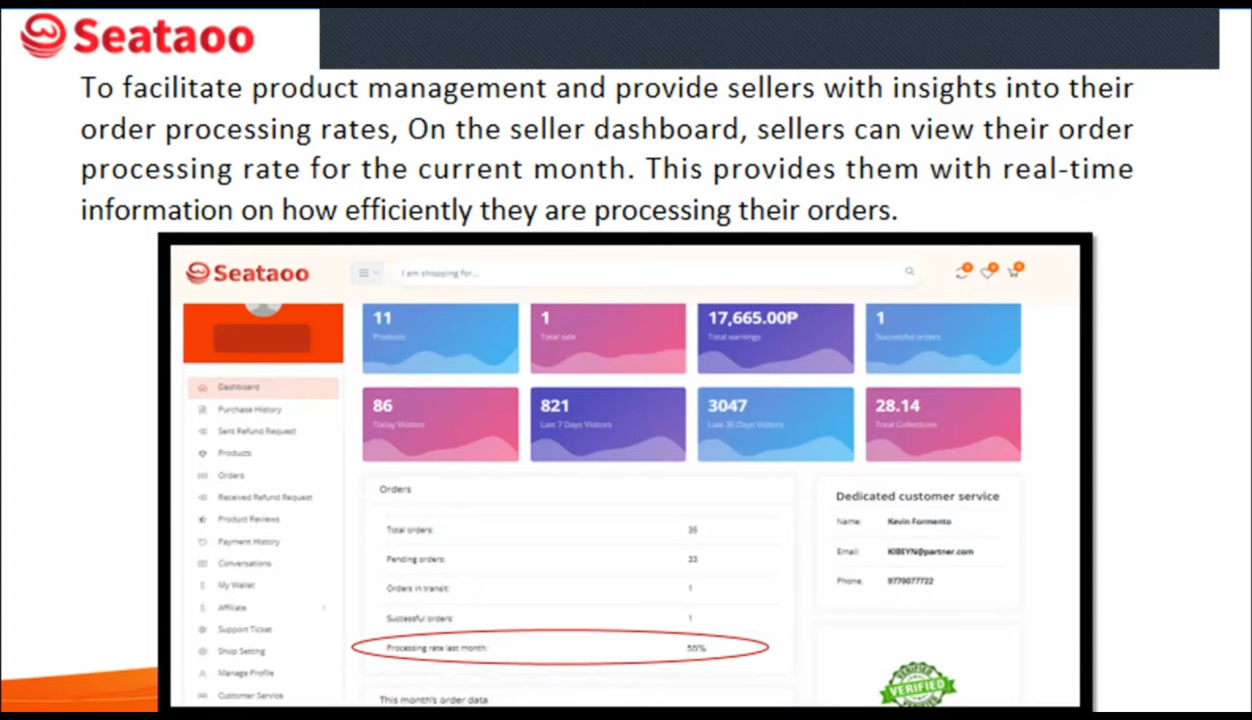 Seataoo
To facilitate product management and provide sellers with insights into their
order processing rates, On the seller dashboard, sellers can view their order
processing rate for the current month. This provides them with real-time
information on how efficiently they are processing their orders.
Seataoo
I am shopping for...
0 0 0
11
Products
1
Total sale
17,665.00₱
Total earnings
1
Successful orders
86
Today Visitors
821
Last 7 Days Visitors
3047
Last 30 Days Visitors
28.14
Total Collections
Dashboard
Purchase History
Sent Refund Request
Products
Orders
Received Refund Request
Product Reviews
Payment History
Conversations
My Wallet
Affiliate
Support Ticket
Shop Setting
Manage Profile
Customer Service
Orders
Total orders: 35
Pending orders: 33
Orders in transit: 1
Successful orders: 1
Processing rate last month:
This month's order data
Dedicated customer service
Name: Kevin Formento
Email: KIBEYN@partner.com
Phone: 9770077722
VERIFIED